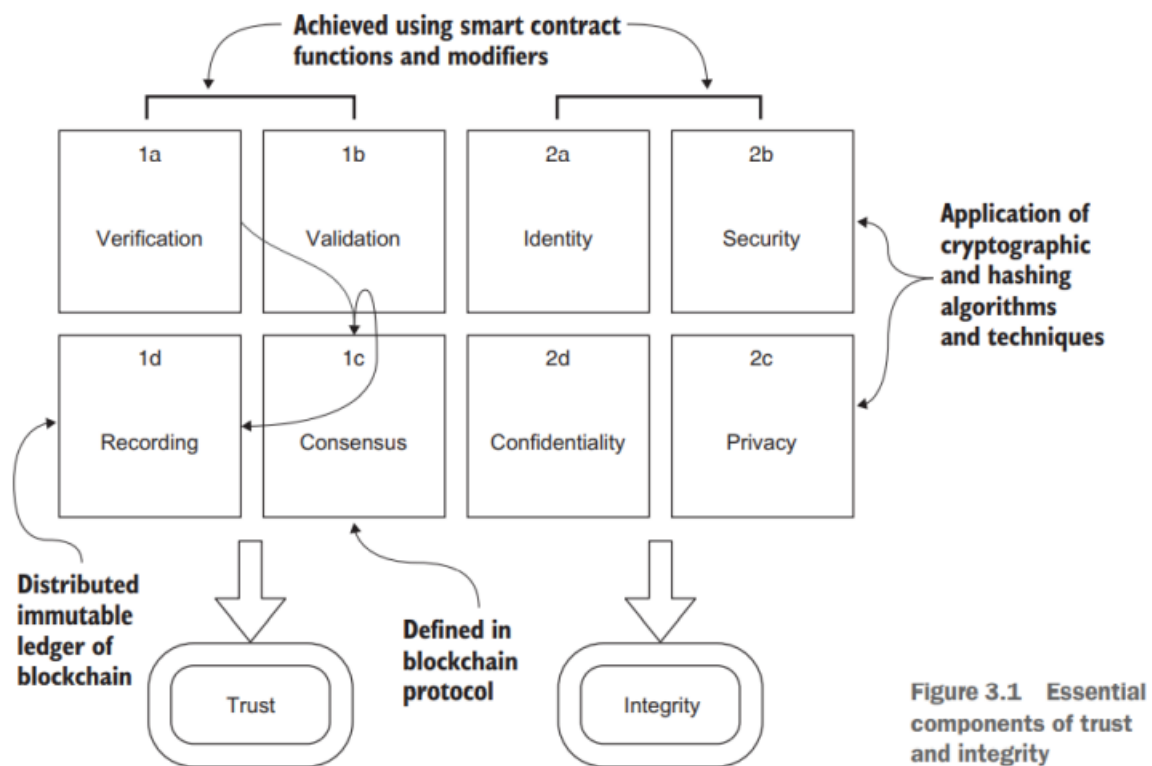 Achieved using smart contract
functions and modifiers
1a
Verification
1b
Validation
2a
Identity
2b
Security
Application of
cryptographic
and hashing
algorithms
and techniques
1d
Recording
1c
Consensus
2d
Confidentiality
2c
Privacy
Distributed
immutable
ledger of
blockchain
Trust
Defined in
blockchain
protocol
Integrity
Figure 3.1 Essential
components of trust
and integrity